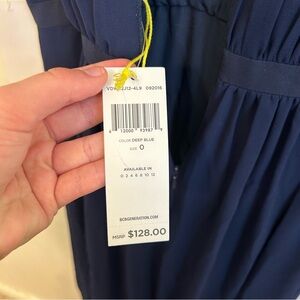 092016
COLOR DEEP BLUE
SIZE 0
AVAILABLE IN
0 2 4 6 8 10 12
BCBGENERATION.COM
MSRP $128.00